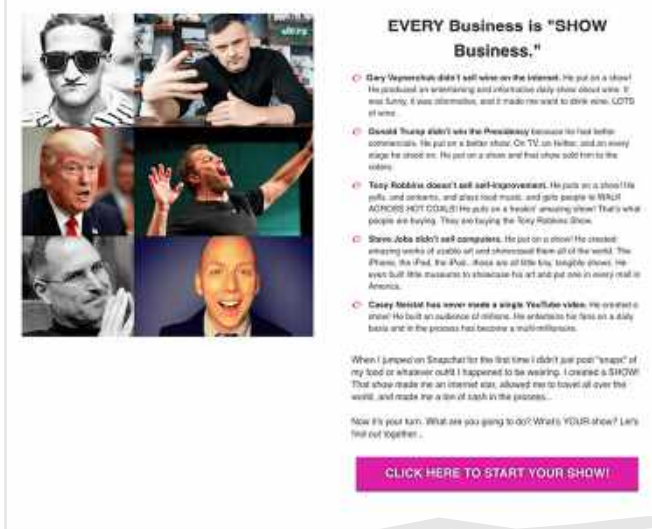 EVERY Business is "SHOW
Business."
Gary Vaynerchuk didn't sell wine on the internet. He put on a show!
He produced an entertaining and informative daily show about wine. It
was funny, it was informative, and it made me want to drink wine. LOTS
of wine.
Donald Trump didn't win the Presidency because he had better
commercials. He put on a better show. On TV, on twitter, and on every
stage he stood on. He put on a show and that show sold him to the
voters.
Tony Robbins doesn't sell self-improvement. He puts on a show! He
yells, and screams, and plays loud music, and gets people to WALK
ACROSS HOT COALS! He puts on a freakin' amazing show! That's what
people are buying. They are buying the Tony Robbins Show.
Steve Jobs didn't sell computers. He put on a show! He created
amazing works of usable art and showcased them all of the world. The
iPhone, the iPad, the iPod...these are all little tiny, tangible shows. He
even built little museums to showcase his art and put one in every mall in
America.
Casey Neistat has never made a single YouTube video. He created a
show! He built an audience of millions. He entertains his fans on a daily
basis and in the process has become a multi-millionaire.
When I jumped on Snapchat for the first time I didn't just post "snaps" of
my food or whatever outfit I happened to be wearing. I created a SHOW!
That show made me an internet star, allowed me to travel all over the
world, and made me a ton of cash in the process...
Now it's your turn. What are you going to do? What's YOUR show? Let's
find out together...
CLICK HERE TO START YOUR SHOW!